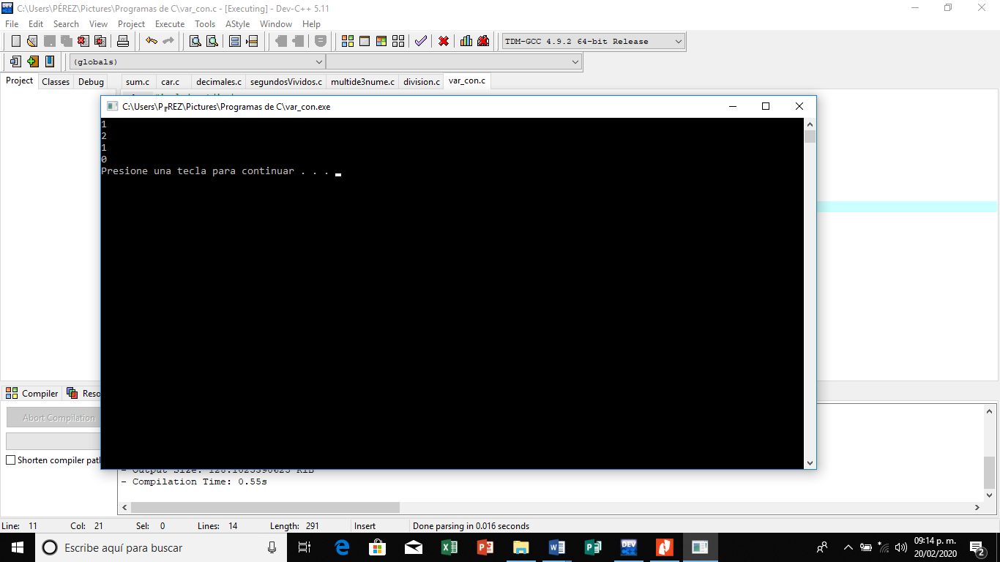 C:\Users\PÉREZ\Pictures\Programas de C\var_con.c - [Executing] - Dev-C++ 5.11
File Edit Search View Project Execute Tools AStyle Window Help
TDM-GCC 4.9.2 64-bit Release
(globals)
Project Classes Debug sum.c car.c decimales.c segundosVividos.c multide3nume.c division.c var_con.c
C:\Users\P┌REZ\Pictures\Programas de C\var_con.exe
1
2
1
0
Presione una tecla para continuar . . .
Compiler Reso
Abort Compilation
Shorten compiler path
- Output Size: 128.1025390625 KiB
- Compilation Time: 0.55s
Line: 11 Col: 21 Sel: 0 Lines: 14 Length: 291 Insert Done parsing in 0.016 seconds
Escribe aquí para buscar
09:14 p. m.
20/02/2020
2